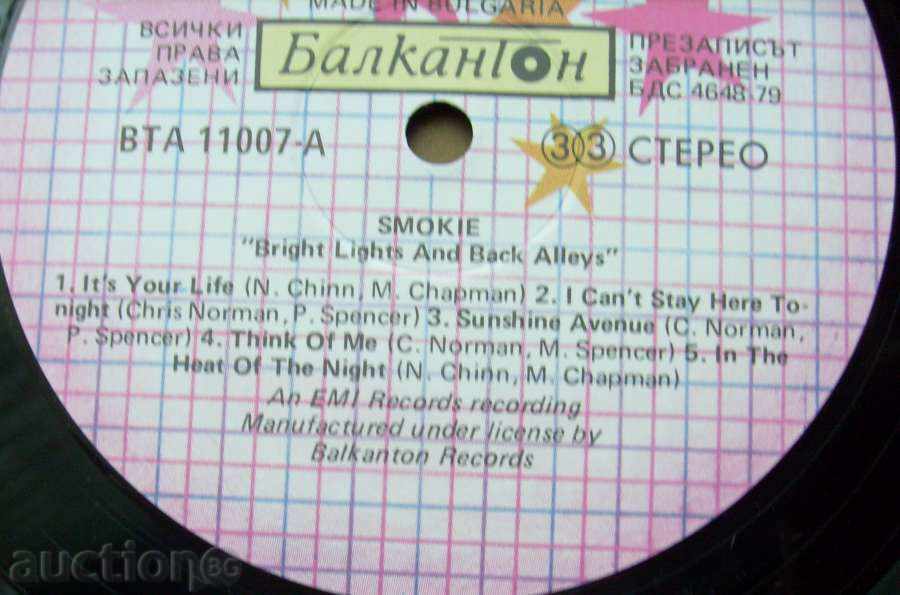 MADE IN BULGARIA
ВСИЧКИ
ПРАВА
ЗАПАЗЕНИ
Балкантон
ПРЕЗАПИСЪТ
ЗАБРАНЕН
БДС 4648-79
ВТА 11007-А
33 СТЕРЕО
SMOKIE
"Bright Lights And Back Alleys"
1. It's Your Life (N. Chinn, M. Chapman) 2. I Can't Stay Here To-
night (Chris Norman, P. Spencer) 3. Sunshine Avenue (C. Norman,
P. Spencer) 4. Think Of Me (C. Norman, M. Spencer) 5. In The
Heat Of The Night (N. Chinn, M. Chapman)
An EMI Records recording
Manufactured under license by
Balkanton Records
auction BG